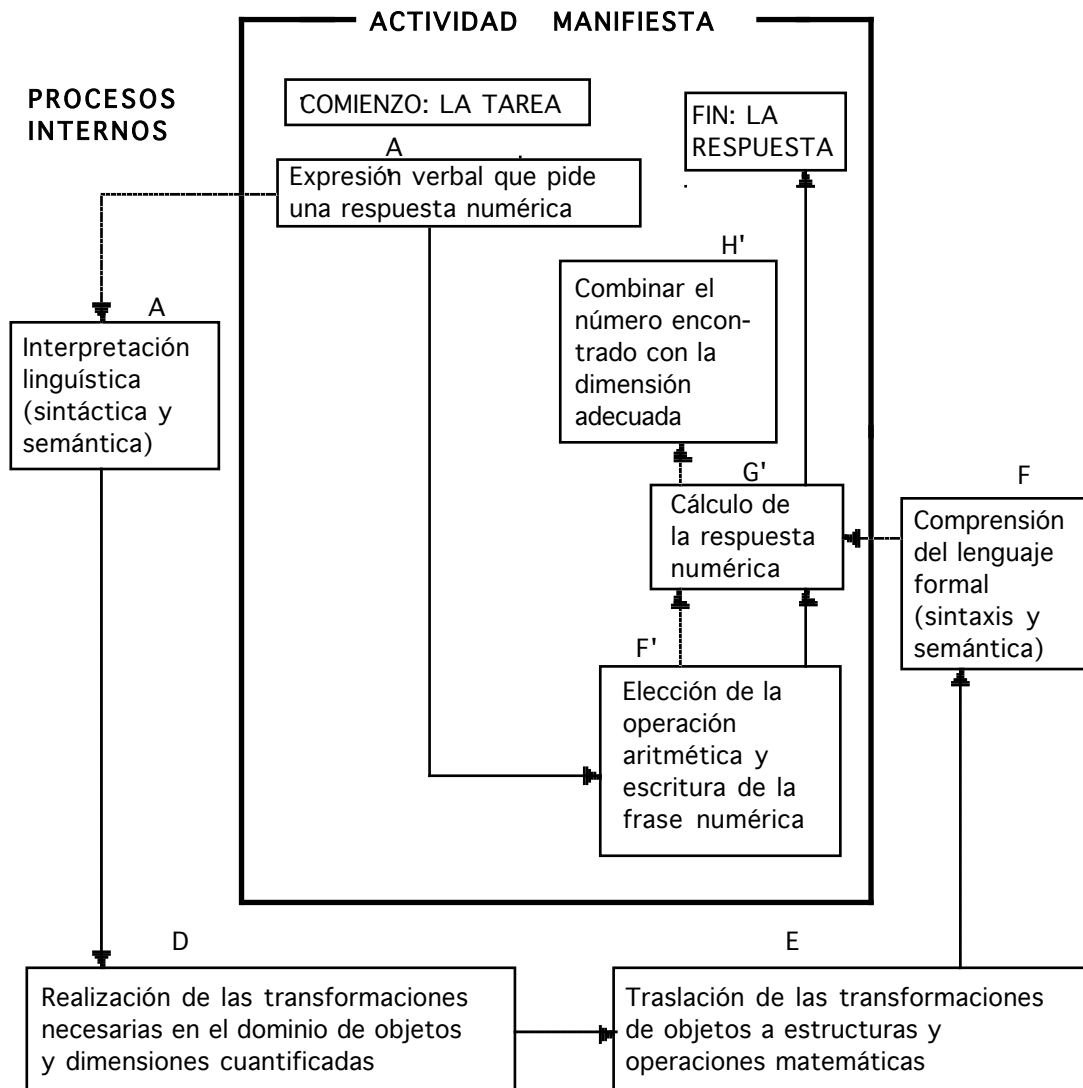 ACTIVIDAD MANIFIESTA
PROCESOS
INTERNOS
COMIENZO: LA TAREA
FIN: LA
RESPUESTA
A
Expresión verbal que pide
una respuesta numérica
H'
Combinar el
número encon-
trado con la
dimensión
adecuada
A
Interpretación
linguística
(sintáctica y
semántica)
G'
Cálculo de
la respuesta
numérica
F
Comprensión
del lenguaje
formal
(sintaxis y
semántica)
F'
Elección de la
operación
aritmética y
escritura de la
frase numérica
D
Realización de las transformaciones
necesarias en el dominio de objetos
y dimensiones cuantificadas
E
Traslación de las transformaciones
de objetos a estructuras y
operaciones matemáticas